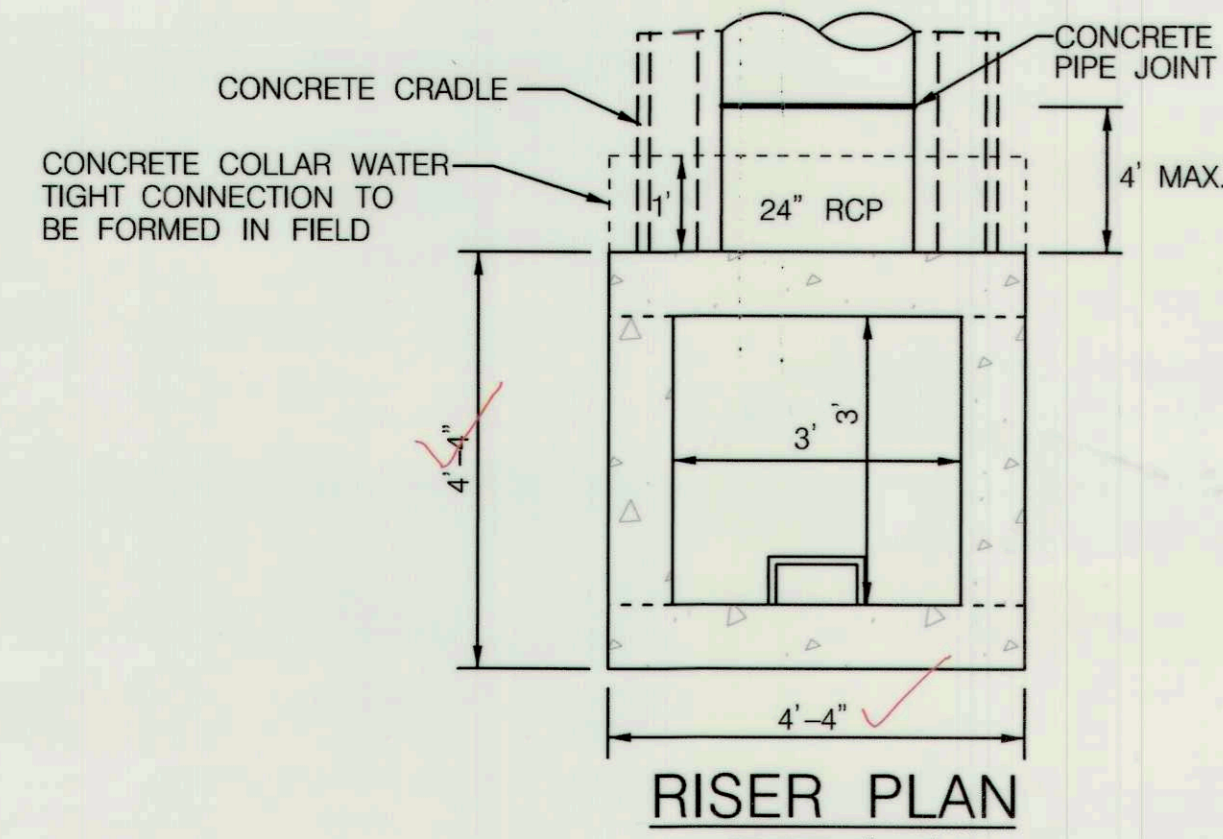 CONCRETE
PIPE JOINT
CONCRETE CRADLE
CONCRETE COLLAR WATER
TIGHT CONNECTION TO
BE FORMED IN FIELD
4' MAX.
1'
24" RCP
4'-4"
3'
3'
4'-4"
RISER PLAN